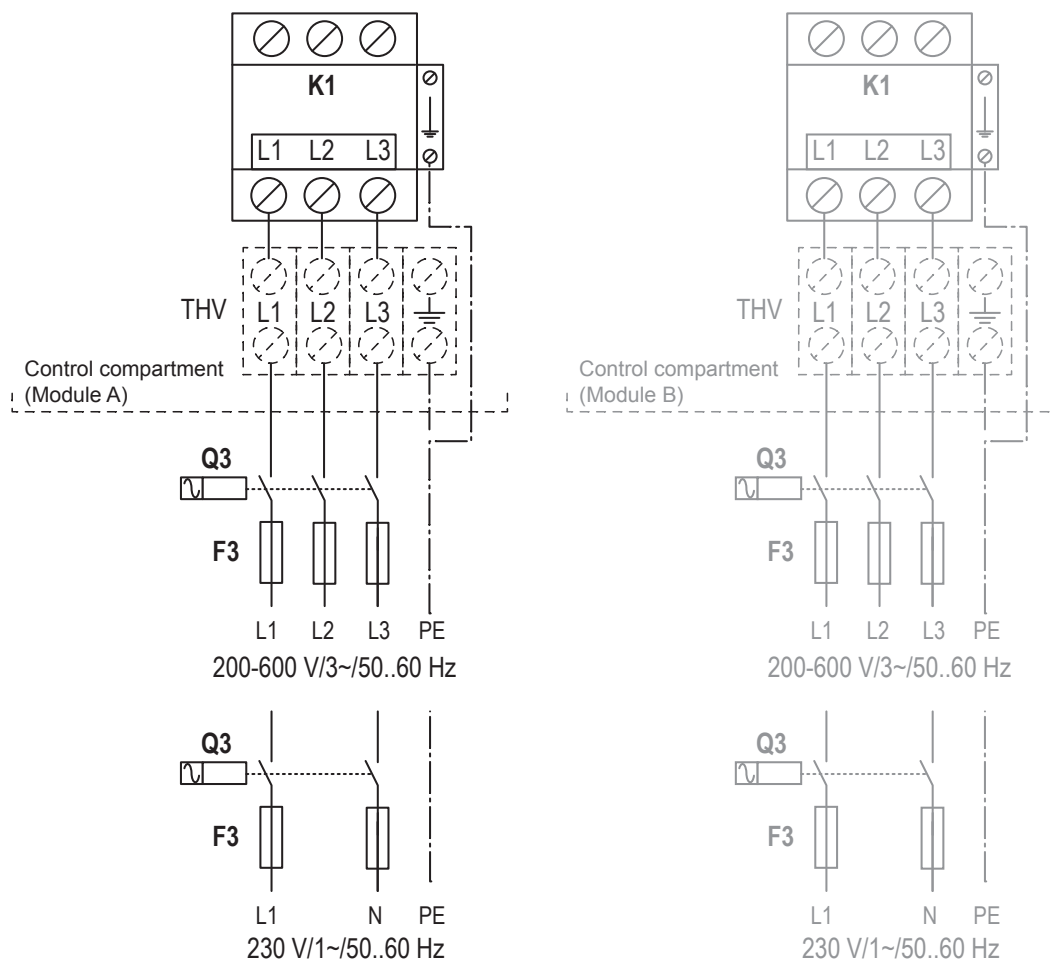 K1
L1 L2 L3
THV
L1 L2 L3
Control compartment
(Module A)
Q3
F3
L1 L2 L3 PE
200-600 V/3~/50..60 Hz
Q3
F3
L1 N PE
230 V/1~/50..60 Hz
K1
L1 L2 L3
THV
L1 L2 L3
Control compartment
(Module B)
Q3
F3
L1 L2 L3 PE
200-600 V/3~/50..60 Hz
Q3
F3
L1 N PE
230 V/1~/50..60 Hz